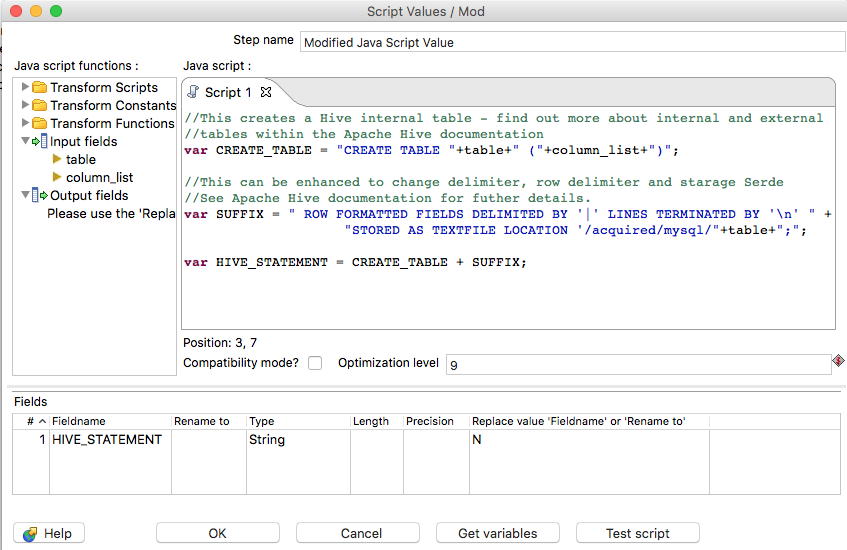 Script Values / Mod
Step name Modified Java Script Value
Java script functions :
Java script :
Transform Scripts
Transform Constants
Transform Functions
Input fields
table
column_list
Output fields
Please use the 'Repla
Script 1
//This creates a Hive internal table - find out more about internal and external
//tables within the Apache Hive documentation
var CREATE_TABLE = "CREATE TABLE "+table+" ("+column_list+")";
//This can be enhanced to change delimiter, row delimiter and starage Serde
//See Apache Hive documentation for futher details.
var SUFFIX = " ROW FORMATTED FIELDS DELIMITED BY '|' LINES TERMINATED BY '\n' " +
"STORED AS TEXTFILE LOCATION '/acquired/mysql/"+table+";";
var HIVE_STATEMENT = CREATE_TABLE + SUFFIX;
Position: 3, 7
Compatibility mode? Optimization level 9
Fields
# Fieldname Rename to Type Length Precision Replace value 'Fieldname' or 'Rename to'
1 HIVE_STATEMENT String N
Help OK Cancel Get variables Test script